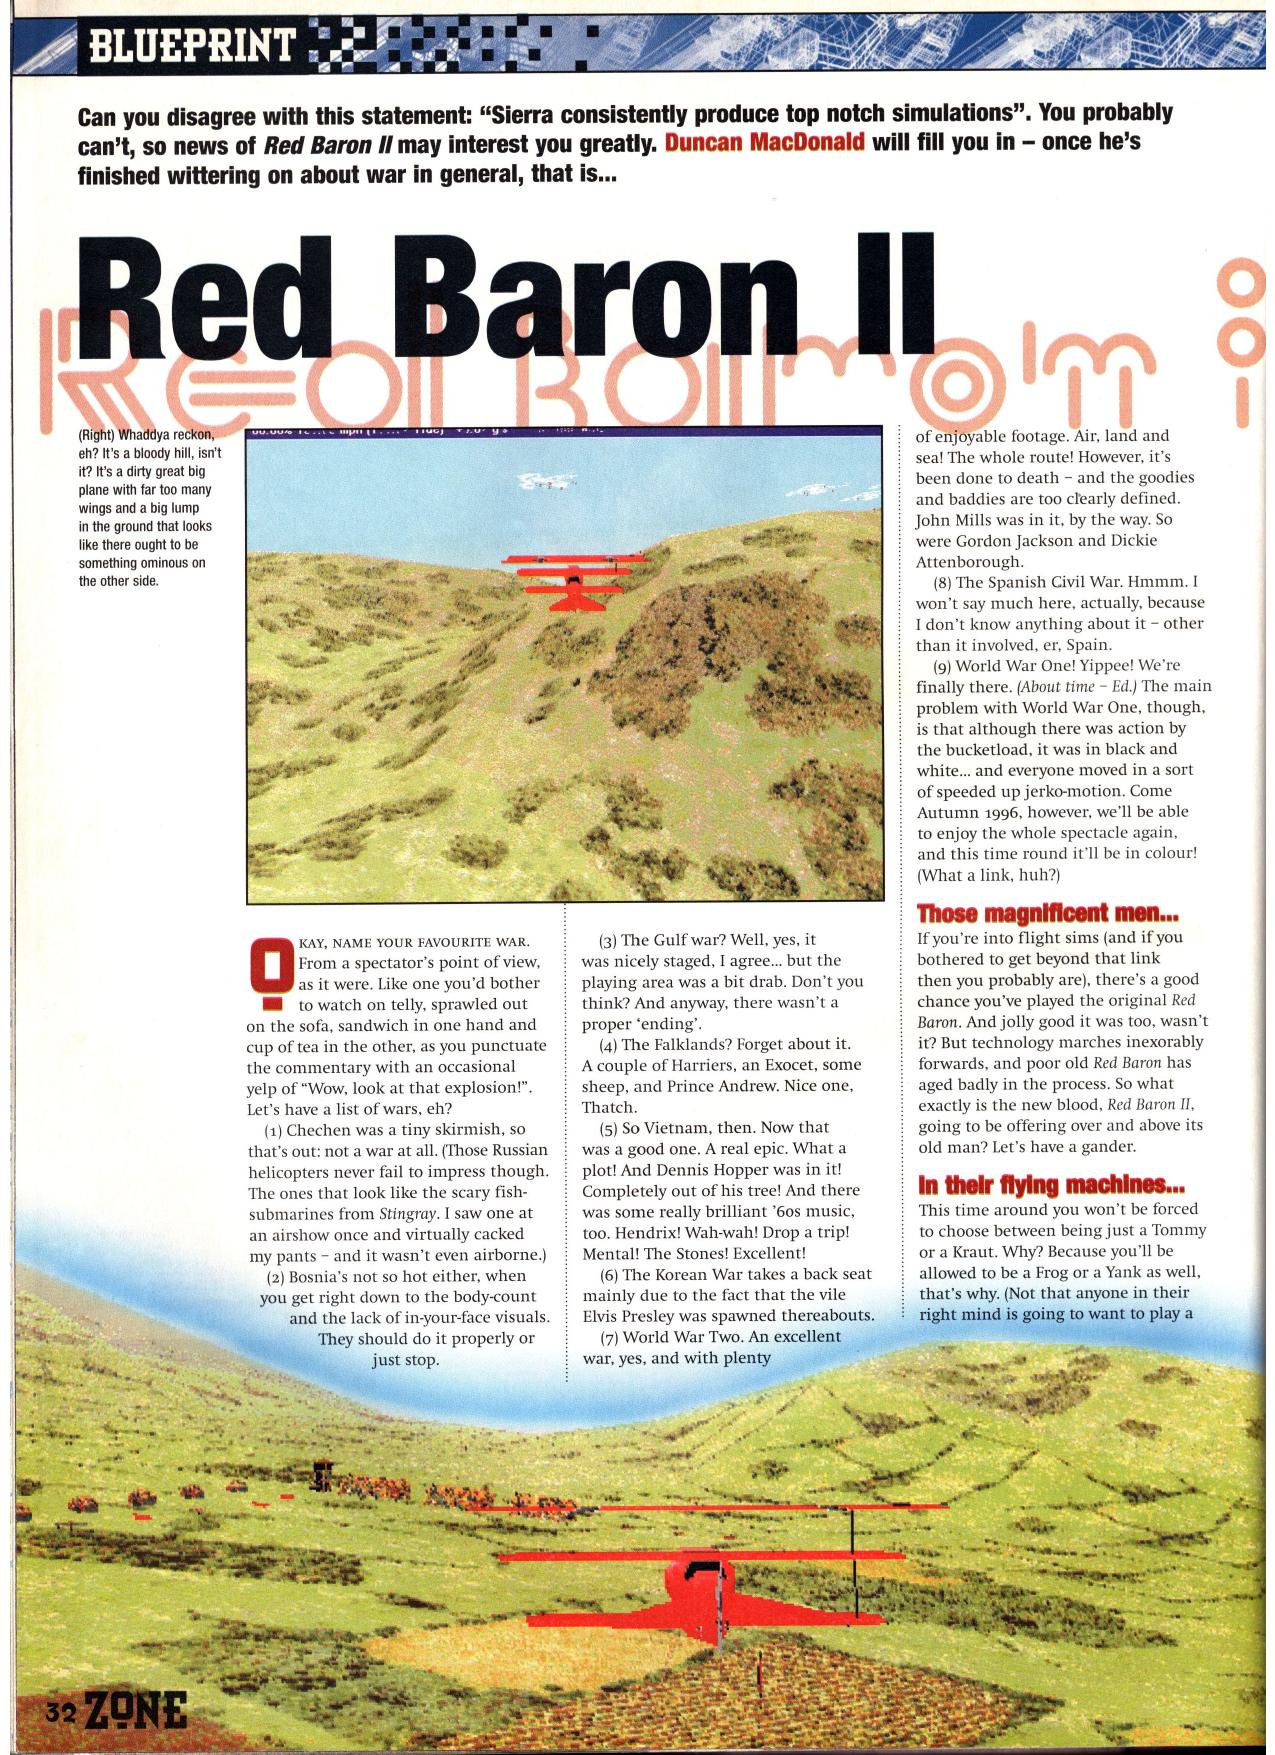 BLUEPRINT
Can you disagree with this statement: “Sierra consistently produce top notch simulations”. You probably
can’t, so news of Red Baron II may interest you greatly. Duncan MacDonald will fill you in – once he’s
finished wittering on about war in general, that is...
Red Baron II
Red Baron
(Right) Whaddya reckon,
eh? It’s a bloody hill, isn’t
it? It’s a dirty great big
plane with far too many
wings and a big lump
in the ground that looks
like there ought to be
something ominous on
the other side.
OKAY, NAME YOUR FAVOURITE WAR.
From a spectator’s point of view,
as it were. Like one you’d bother
to watch on telly, sprawled out
on the sofa, sandwich in one hand and
cup of tea in the other, as you punctuate
the commentary with an occasional
yelp of “Wow, look at that explosion!”.
Let’s have a list of wars, eh?
(1) Chechen was a tiny skirmish, so
that’s out: not a war at all. (Those Russian
helicopters never fail to impress though.
The ones that look like the scary fish-
submarines from Stingray. I saw one at
an airshow once and virtually cacked
my pants – and it wasn’t even airborne.)
(2) Bosnia’s not so hot either, when
you get right down to the body-count
and the lack of in-your-face visuals.
They should do it properly or
just stop.
(3) The Gulf war? Well, yes, it
was nicely staged, I agree... but the
playing area was a bit drab. Don’t you
think? And anyway, there wasn’t a
proper ‘ending’.
(4) The Falklands? Forget about it.
A couple of Harriers, an Exocet, some
sheep, and Prince Andrew. Nice one,
Thatch.
(5) So Vietnam, then. Now that
was a good one. A real epic. What a
plot! And Dennis Hopper was in it!
Completely out of his tree! And there
was some really brilliant ’60s music,
too. Hendrix! Wah-wah! Drop a trip!
Mental! The Stones! Excellent!
(6) The Korean War takes a back seat
mainly due to the fact that the vile
Elvis Presley was spawned thereabouts.
(7) World War Two. An excellent
war, yes, and with plenty
of enjoyable footage. Air, land and
sea! The whole route! However, it’s
been done to death – and the goodies
and baddies are too clearly defined.
John Mills was in it, by the way. So
were Gordon Jackson and Dickie
Attenborough.
(8) The Spanish Civil War. Hmmm. I
won’t say much here, actually, because
I don’t know anything about it – other
than it involved, er, Spain.
(9) World War One! Yippee! We’re
finally there. (About time – Ed.) The main
problem with World War One, though,
is that although there was action by
the bucketload, it was in black and
white... and everyone moved in a sort
of speeded up jerko-motion. Come
Autumn 1996, however, we’ll be able
to enjoy the whole spectacle again,
and this time round it’ll be in colour!
(What a link, huh?)
Those magnificent men...
If you’re into flight sims (and if you
bothered to get beyond that link
then you probably are), there’s a good
chance you’ve played the original Red
Baron. And jolly good it was too, wasn’t
it? But technology marches inexorably
forwards, and poor old Red Baron has
aged badly in the process. So what
exactly is the new blood, Red Baron II,
going to be offering over and above its
old man? Let’s have a gander.
In their flying machines...
This time around you won’t be forced
to choose between being just a Tommy
or a Kraut. Why? Because you’ll be
allowed to be a Frog or a Yank as well,
that’s why. (Not that anyone in their
right mind is going to want to play a
32 ZONE